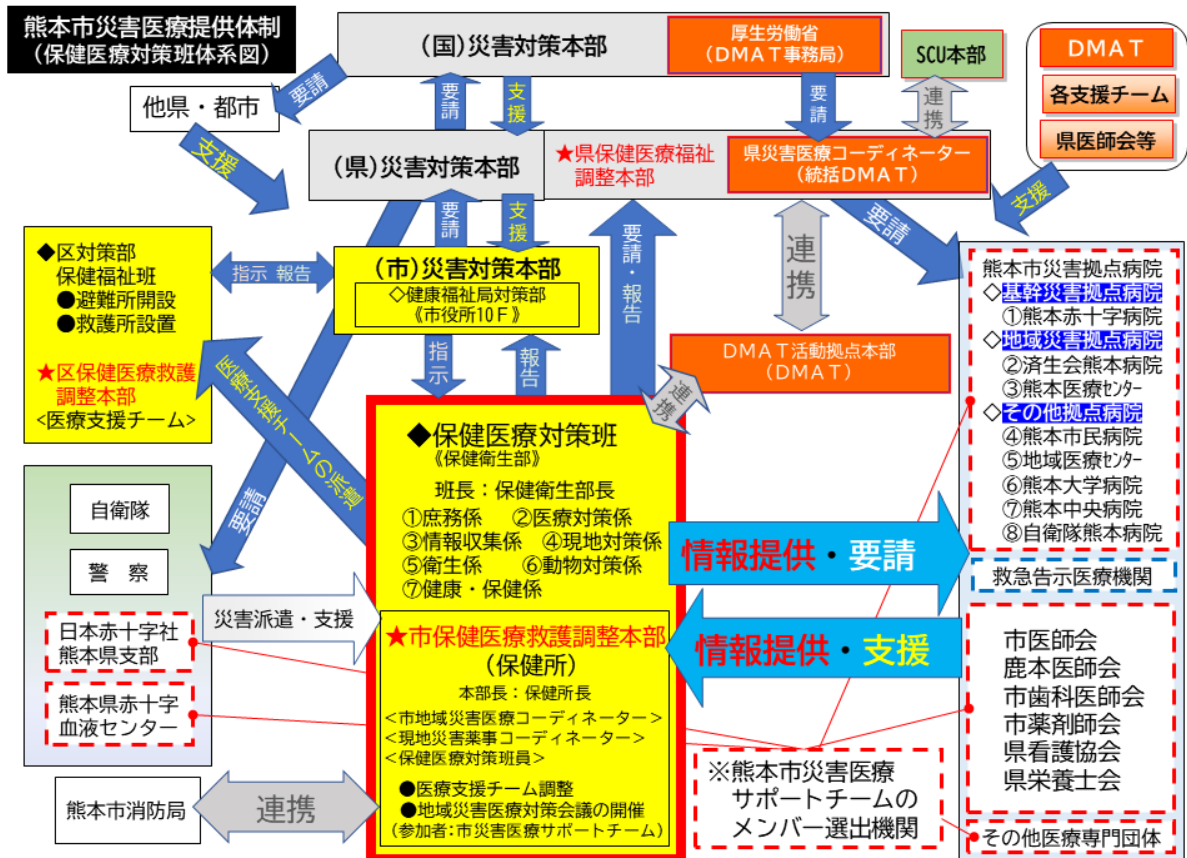 熊本市災害医療提供体制
(保健医療対策班体系図)
(国)災害対策本部
厚生労働省
(DMAT事務局)
SCU本部
DMAT
各支援チーム
県医師会等
要請
他県・都市
要請
支援
要請
連携
支援
(県)災害対策本部
★県保健医療福祉
調整本部
県災害医療コーディネーター
(統括DMAT)
支援
要請
支援
要請・報告
連携
要請
◆区対策部
保健福祉班
●避難所開設
●救護所設置
★区保健医療救護
調整本部
<医療支援チーム>
指示 報告
(市)災害対策本部
◇健康福祉局対策部
《市役所10F》
指示
報告
DMAT活動拠点本部
(DMAT)
連携
医療支援チームの派遣
要請
熊本市災害拠点病院
◇基幹災害拠点病院
①熊本赤十字病院
◇地域災害拠点病院
②済生会熊本病院
③熊本医療センター
◇その他拠点病院
④熊本市民病院
⑤地域医療センター
⑥熊本大学病院
⑦熊本中央病院
⑧自衛隊熊本病院
救急告示医療機関
◆保健医療対策班
《保健衛生部》
班長:保健衛生部長
①庶務係 ②医療対策係
③情報収集係 ④現地対策係
⑤衛生係 ⑥動物対策係
⑦健康・保健係
情報提供・要請
自衛隊
警 察
日本赤十字社
熊本県支部
熊本県赤十字
血液センター
災害派遣・支援
★市保健医療救護調整本部
(保健所)
本部長:保健所長
<市地域災害医療コーディネーター>
<現地災害薬事コーディネーター>
<保健医療対策班員>
●医療支援チーム調整
●地域災害医療対策会議の開催
(参加者:市災害医療サポートチーム)
情報提供・支援
市医師会
鹿本医師会
市歯科医師会
市薬剤師会
県看護協会
県栄養士会
熊本市消防局
連携
※熊本市災害医療
サポートチームの
メンバー選出機関
その他医療専門団体